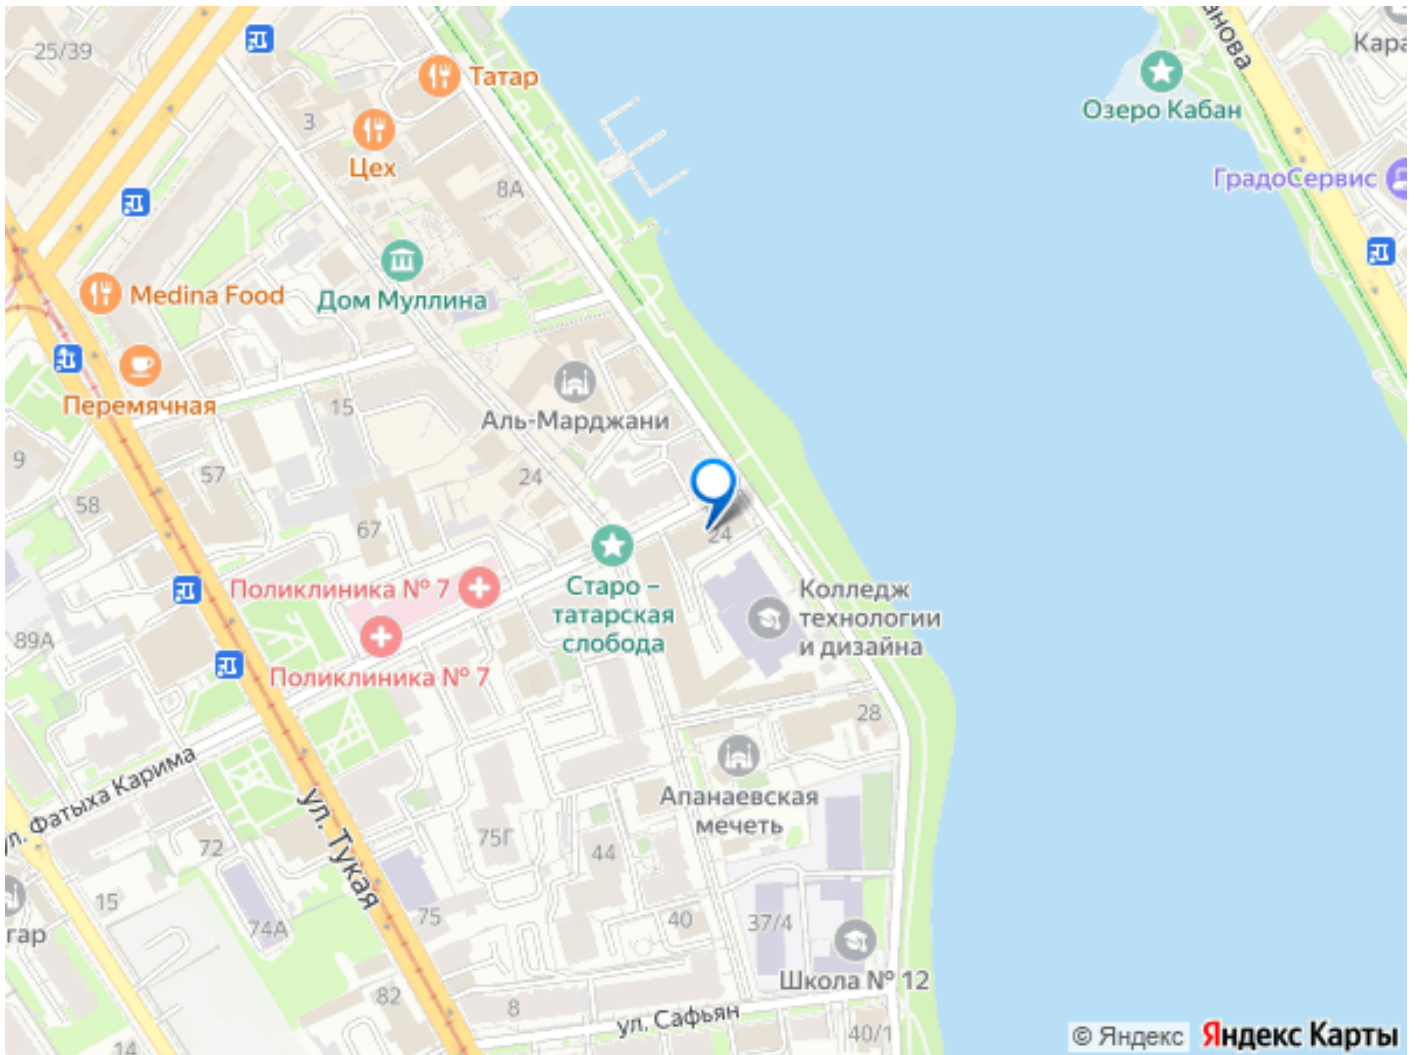 25/39
Татар
3
Цех
8А
анова
Кара
Озеро Кабан
ГрадоСервис
Дом Муллина
Medina Food
Перемячная
15
Аль-Марджани
9
57
58
24
67
24
Старо –
татарская
слобода
Поликлиника № 7
Поликлиника № 7
Колледж
технологии
и дизайна
89А
28
Апанаевская
мечеть
ул. Фатыха Карима
ул. Тукая
72
75Г
44
15
74А
75
40
37/4
гар
Школа № 12
82
8
ул. Сафьян
40/1
14
© Яндекс Яндекс Карты